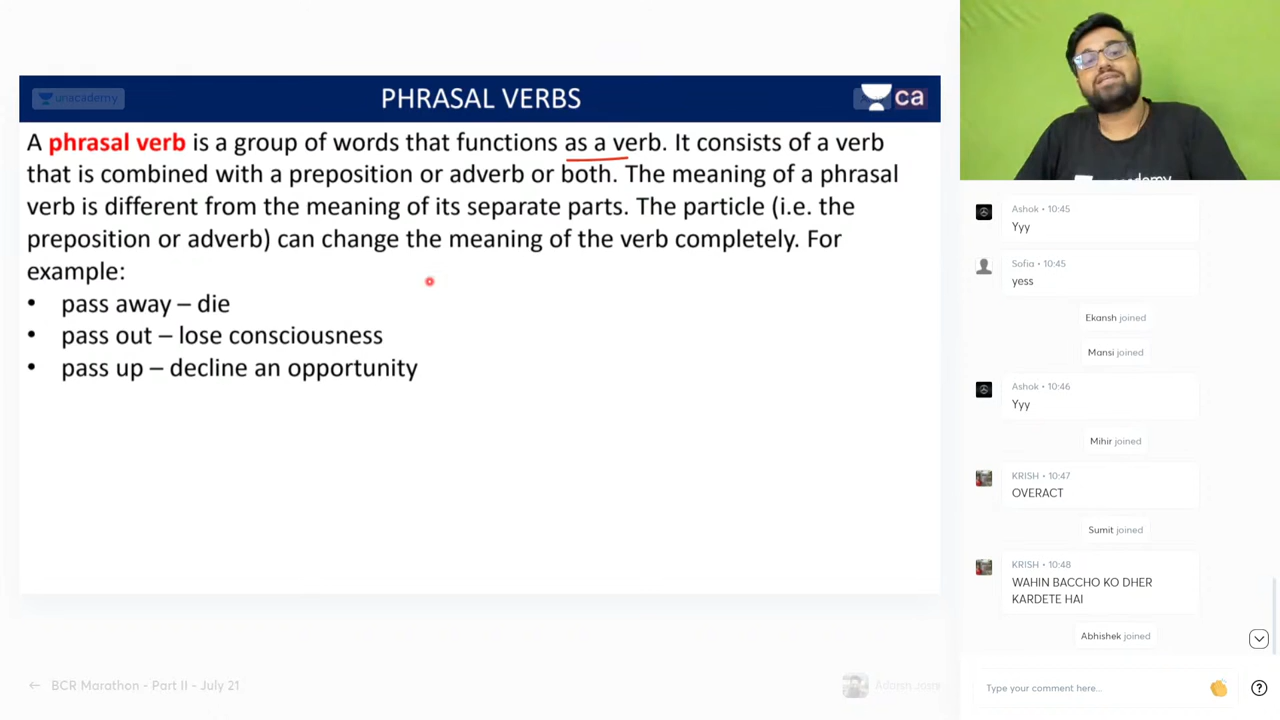 unacademy
PHRASAL VERBS
ca
A phrasal verb is a group of words that functions as a verb. It consists of a verb
that is combined with a preposition or adverb or both. The meaning of a phrasal
verb is different from the meaning of its separate parts. The particle (i.e. the
preposition or adverb) can change the meaning of the verb completely. For
example:
• pass away – die
• pass out – lose consciousness
• pass up – decline an opportunity
BCR Marathon - Part II - July 21
Ashok • 10:45
Yyy
Sofia • 10:45
yess
Ekansh joined
Mansi joined
Ashok • 10:46
Yyy
Mihir joined
KRISH • 10:47
OVERACT
Sumit joined
KRISH • 10:48
WAHIN BACCHO KO DHER
KARDETE HAI
Abhishek joined
Type your comment here...